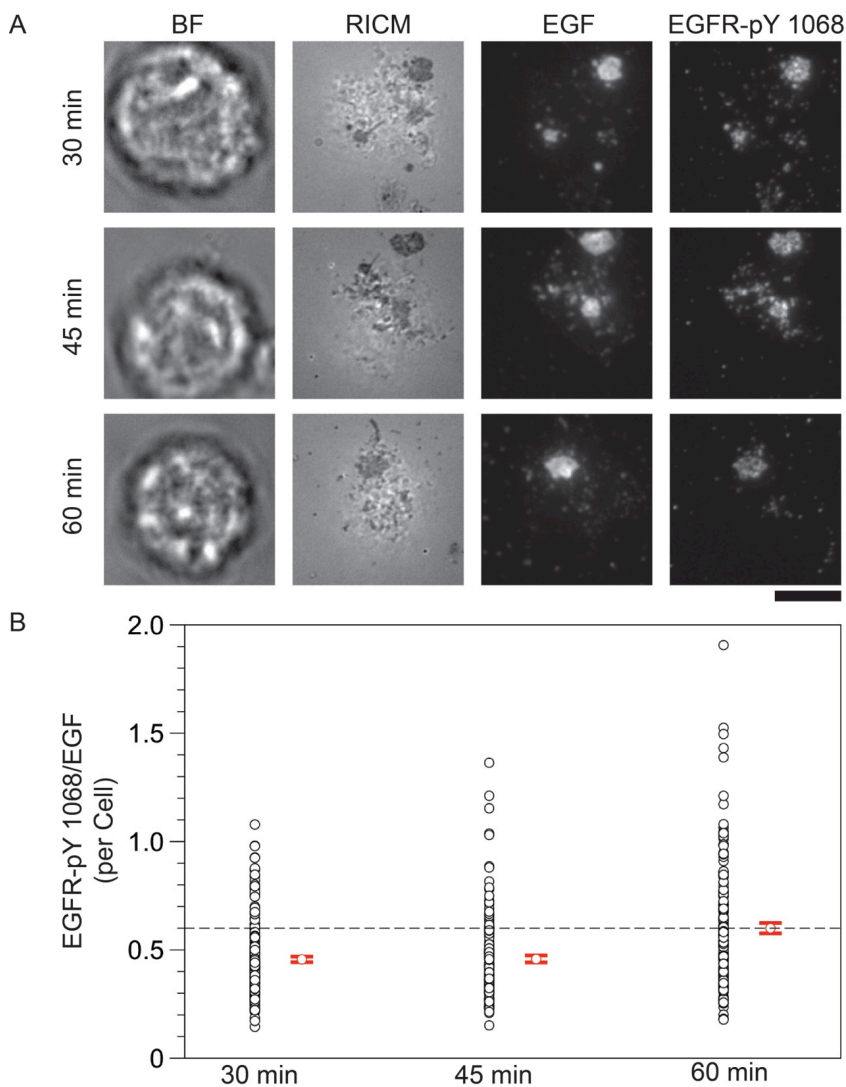 A
BF RICM EGF EGFR-pY 1068
30 min
45 min
60 min
B
EGFR-pY 1068/EGF
(per Cell)
2.0
1.5
1.0
0.5
0
30 min 45 min 60 min